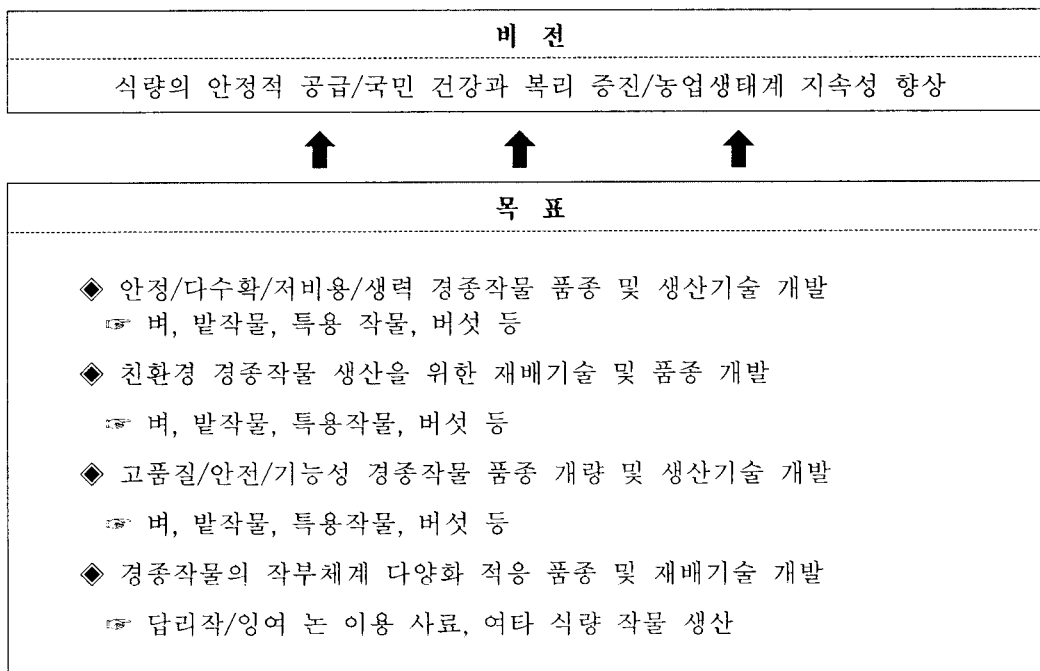 비 전
식량의 안정적 공급/국민 건강과 복리 증진/농업생태계 지속성 향상
목 표
◈ 안정/다수확/저비용/생력 경종작물 품종 및 생산기술 개발
☞ 벼, 밭작물, 특용 작물, 버섯 등
◈ 친환경 경종작물 생산을 위한 재배기술 및 품종 개발
☞ 벼, 밭작물, 특용작물, 버섯 등
◈ 고품질/안전/기능성 경종작물 품종 개량 및 생산기술 개발
☞ 벼, 밭작물, 특용작물, 버섯 등
◈ 경종작물의 작부체계 다양화 적응 품종 및 재배기술 개발
☞ 답리작/잉여 논 이용 사료, 여타 식량 작물 생산